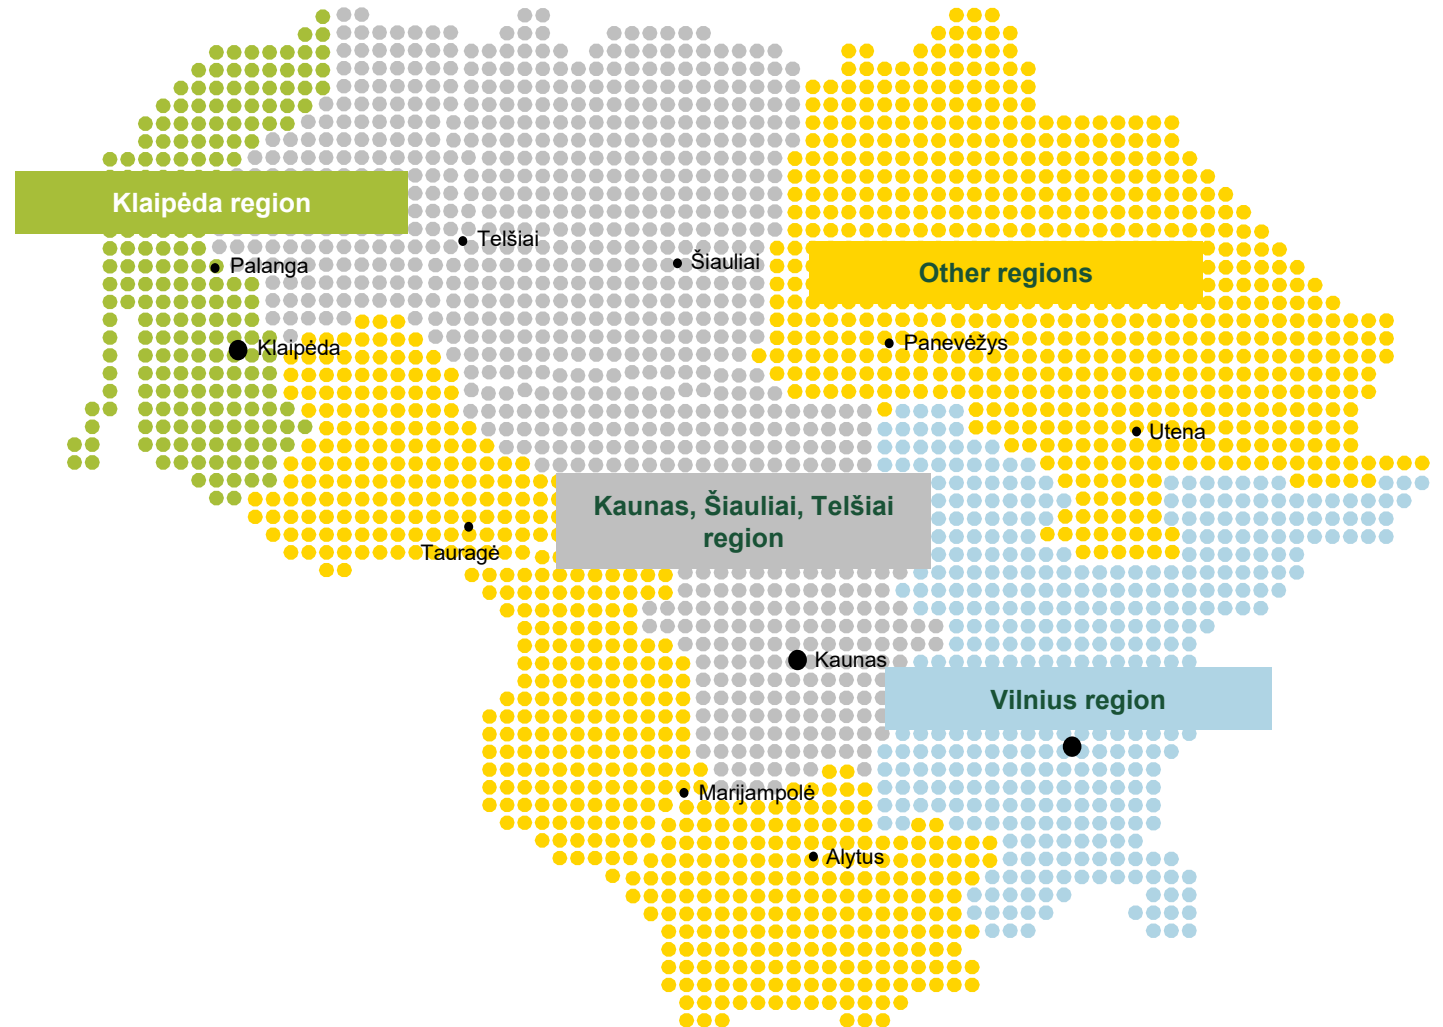 Klaipėda region
Telšiai
Šiauliai
Palanga
Other regions
Klaipėda
Panevėžys
Utena
Kaunas, Šiauliai, Telšiai
region
Tauragė
Kaunas
Vilnius region
Marijampolė
Alytus